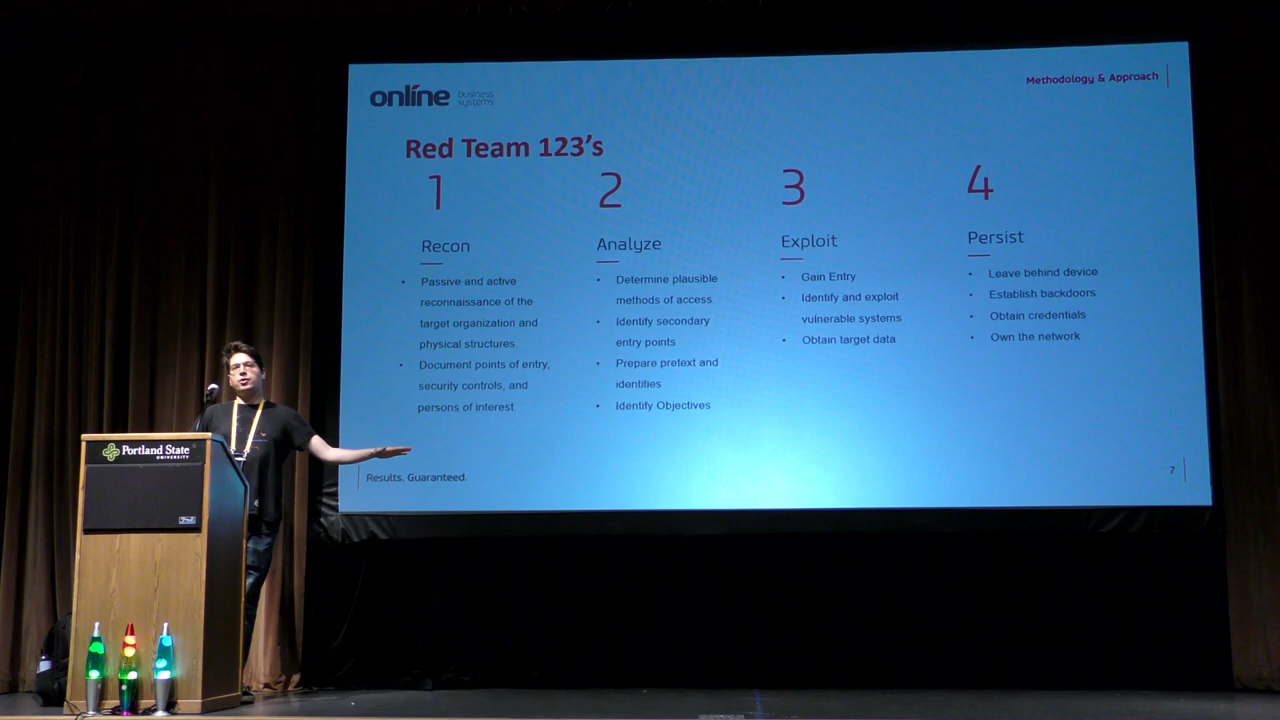 online business systems
Methodology & Approach
Red Team 123's
1
Recon
• Passive and active
reconnaissance of the
target organization and
physical structures.
• Document points of entry,
security controls, and
persons of interest.
2
Analyze
• Determine plausible
methods of access
• Identify secondary
entry points
• Prepare pretext and
identities
• Identify Objectives
3
Exploit
• Gain Entry
• Identify and exploit
vulnerable systems
• Obtain target data
4
Persist
• Leave behind device
• Establish backdoors
• Obtain credentials
• Own the network
Results. Guaranteed.
7
Portland State
UNIVERSITY